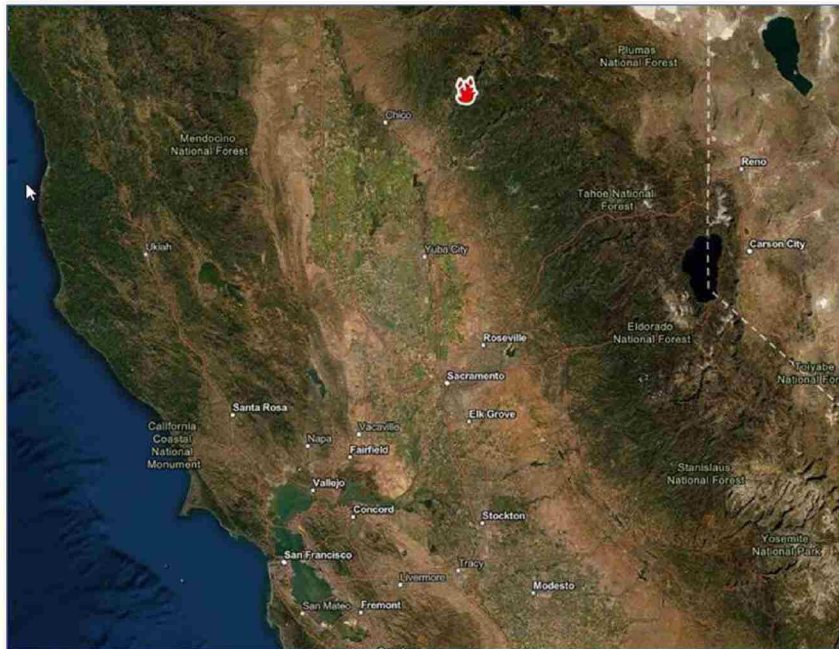 Plumas
National Forest
Chico
Mendocino
National Forest
Reno
Tahoe National
Forest
Ukiah
Yuba City
Carson City
Roseville
Eldorado
National Forest
Toiyabe
National For
Sacramento
Santa Rosa
Elk Grove
California
Coastal
National
Monument
Napa
Vacaville
Fairfield
Stanislaus
National Forest
Vallejo
Concord
Stockton
Yosemite
National Park
San Francisco
Tracy
Livermore
Modesto
San Mateo
Fremont